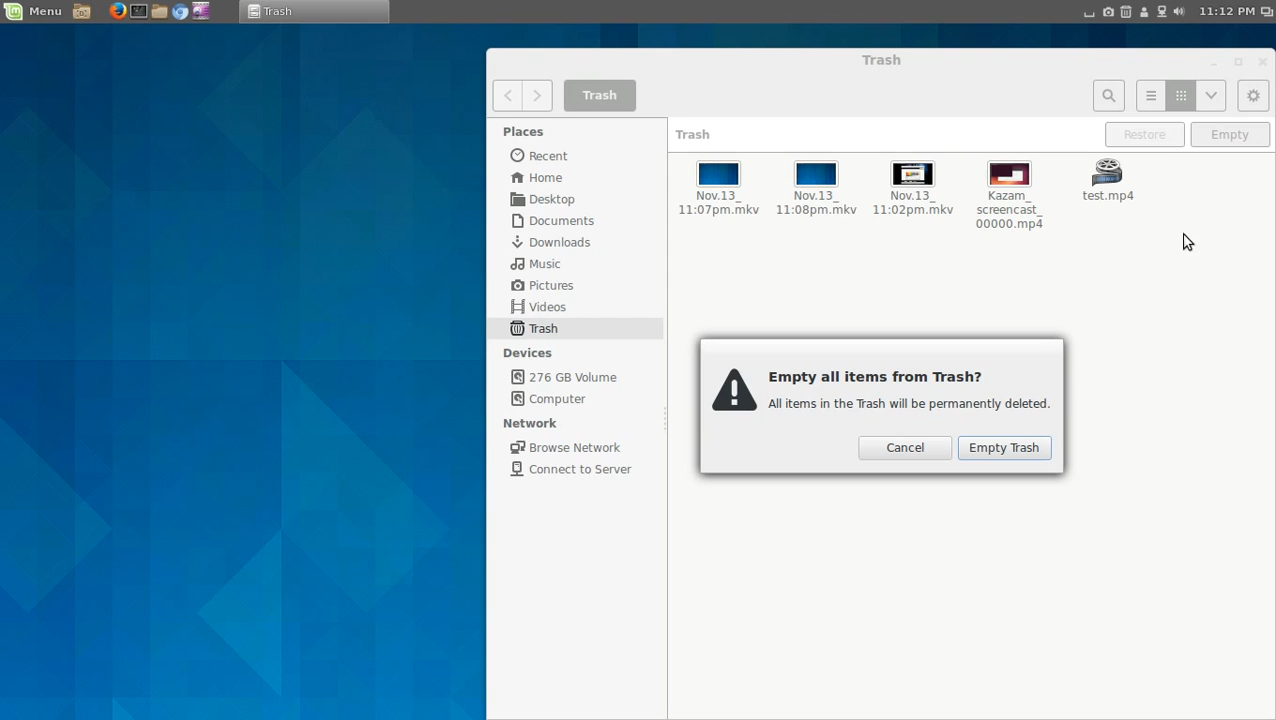 Menu
Trash
11:12 PM
Trash
Trash
Places
Recent
Home
Desktop
Documents
Downloads
Music
Pictures
Videos
Trash
Devices
276 GB Volume
Computer
Network
Browse Network
Connect to Server
Trash
Restore
Empty
Nov.13_
11:07pm.mkv
Nov.13_
11:08pm.mkv
Nov.13_
11:02pm.mkv
Kazam_
screencast_
00000.mp4
test.mp4
Empty all items from Trash?
All items in the Trash will be permanently deleted.
Cancel
Empty Trash